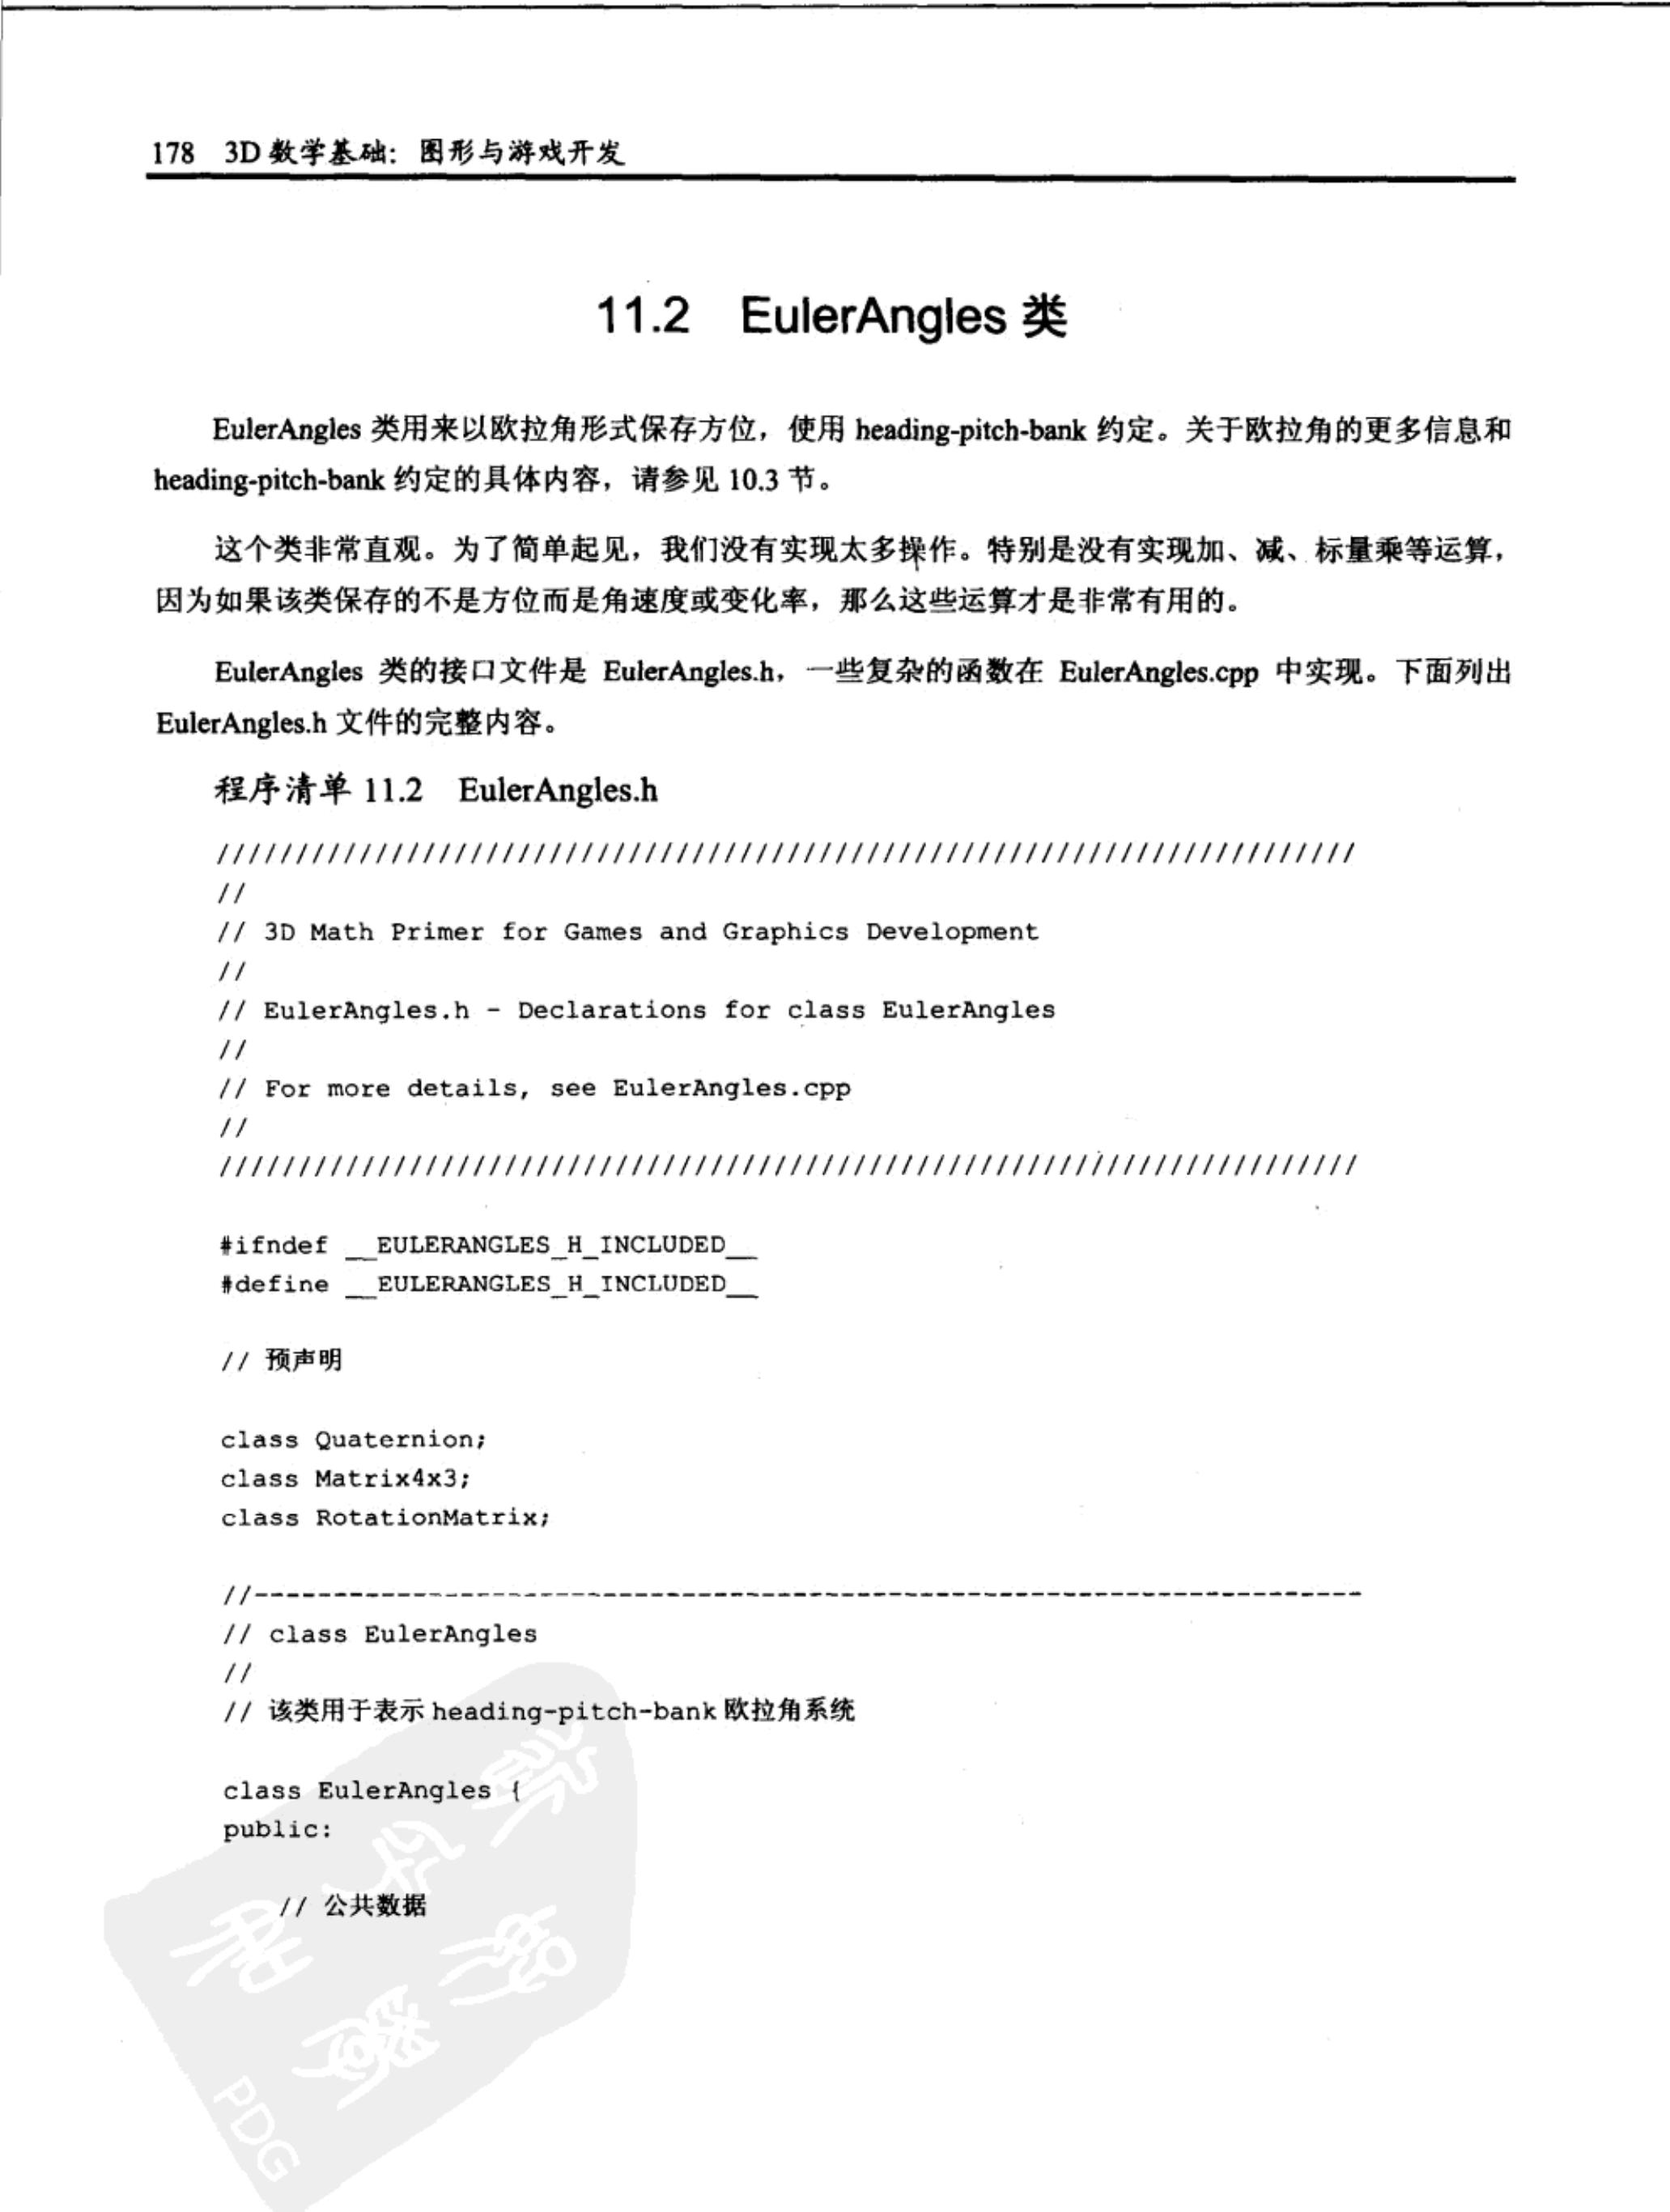 178 3D 数学基础：图形与游戏开发
11.2 EulerAngles 类
EulerAngles 类用来以欧拉角形式保存方位，使用 heading-pitch-bank 约定。关于欧拉角的更多信息和
heading-pitch-bank 约定的具体内容，请参见 10.3 节。
这个类非常直观。为了简单起见，我们没有实现太多操作。特别是没有实现加、减、标量乘等运算，
因为如果该类保存的不是方位而是角速度或变化率，那么这些运算才是非常有用的。
EulerAngles 类的接口文件是 EulerAngles.h，一些复杂的函数在 EulerAngles.cpp 中实现。下面列出
EulerAngles.h 文件的完整内容。
程序清单 11.2 EulerAngles.h
////////////////////////////////////////////////////////////////////////
//
// 3D Math Primer for Games and Graphics Development
//
// EulerAngles.h - Declarations for class EulerAngles
//
// For more details, see EulerAngles.cpp
//
////////////////////////////////////////////////////////////////////////
#ifndef __EULERANGLES_H_INCLUDED__
#define __EULERANGLES_H_INCLUDED__
// 预声明
class Quaternion;
class Matrix4x3;
class RotationMatrix;
//----------------------------------------------------------------------
// class EulerAngles
//
// 该类用于表示 heading-pitch-bank 欧拉角系统
class EulerAngles {
public:
// 公共数据
PDG